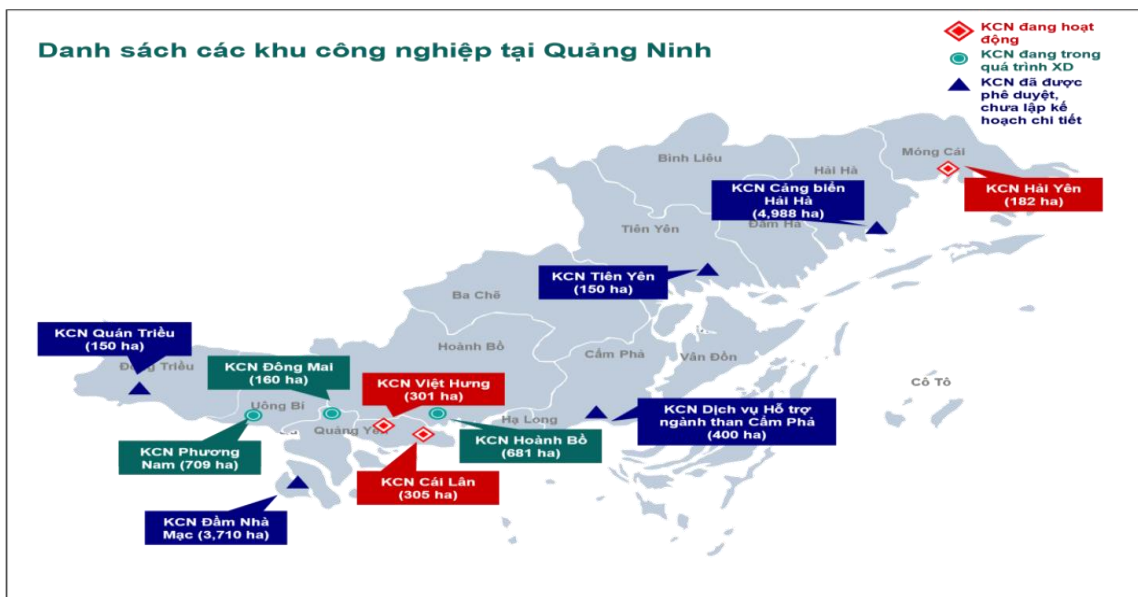 Danh sách các khu công nghiệp tại Quảng Ninh
KCN đang hoạt
động
KCN đang trong
quá trình XD
KCN đã được
phê duyệt,
chưa lập kế
hoạch chi tiết
Bình Liêu
Hải Hà
Móng Cái
KCN Hải Yên
(182 ha)
KCN Cảng biển
Hải Hà
(4,988 ha)
Tiên Yên
Đầm Hà
KCN Tiên Yên
(150 ha)
Ba Chẽ
Hoành Bồ
Cẩm Phả
Vân Đồn
Cô Tô
KCN Quán Triều
(150 ha)
Đông Triều
KCN Đông Mai
(160 ha)
KCN Việt Hưng
(301 ha)
Uông Bí
Quảng Yên
Hạ Long
KCN Dịch vụ Hỗ trợ
ngành than Cẩm Phả
(400 ha)
KCN Phương
Nam (709 ha)
KCN Hoành Bồ
(681 ha)
KCN Cái Lân
(305 ha)
KCN Đầm Nhà
Mạc (3,710 ha)